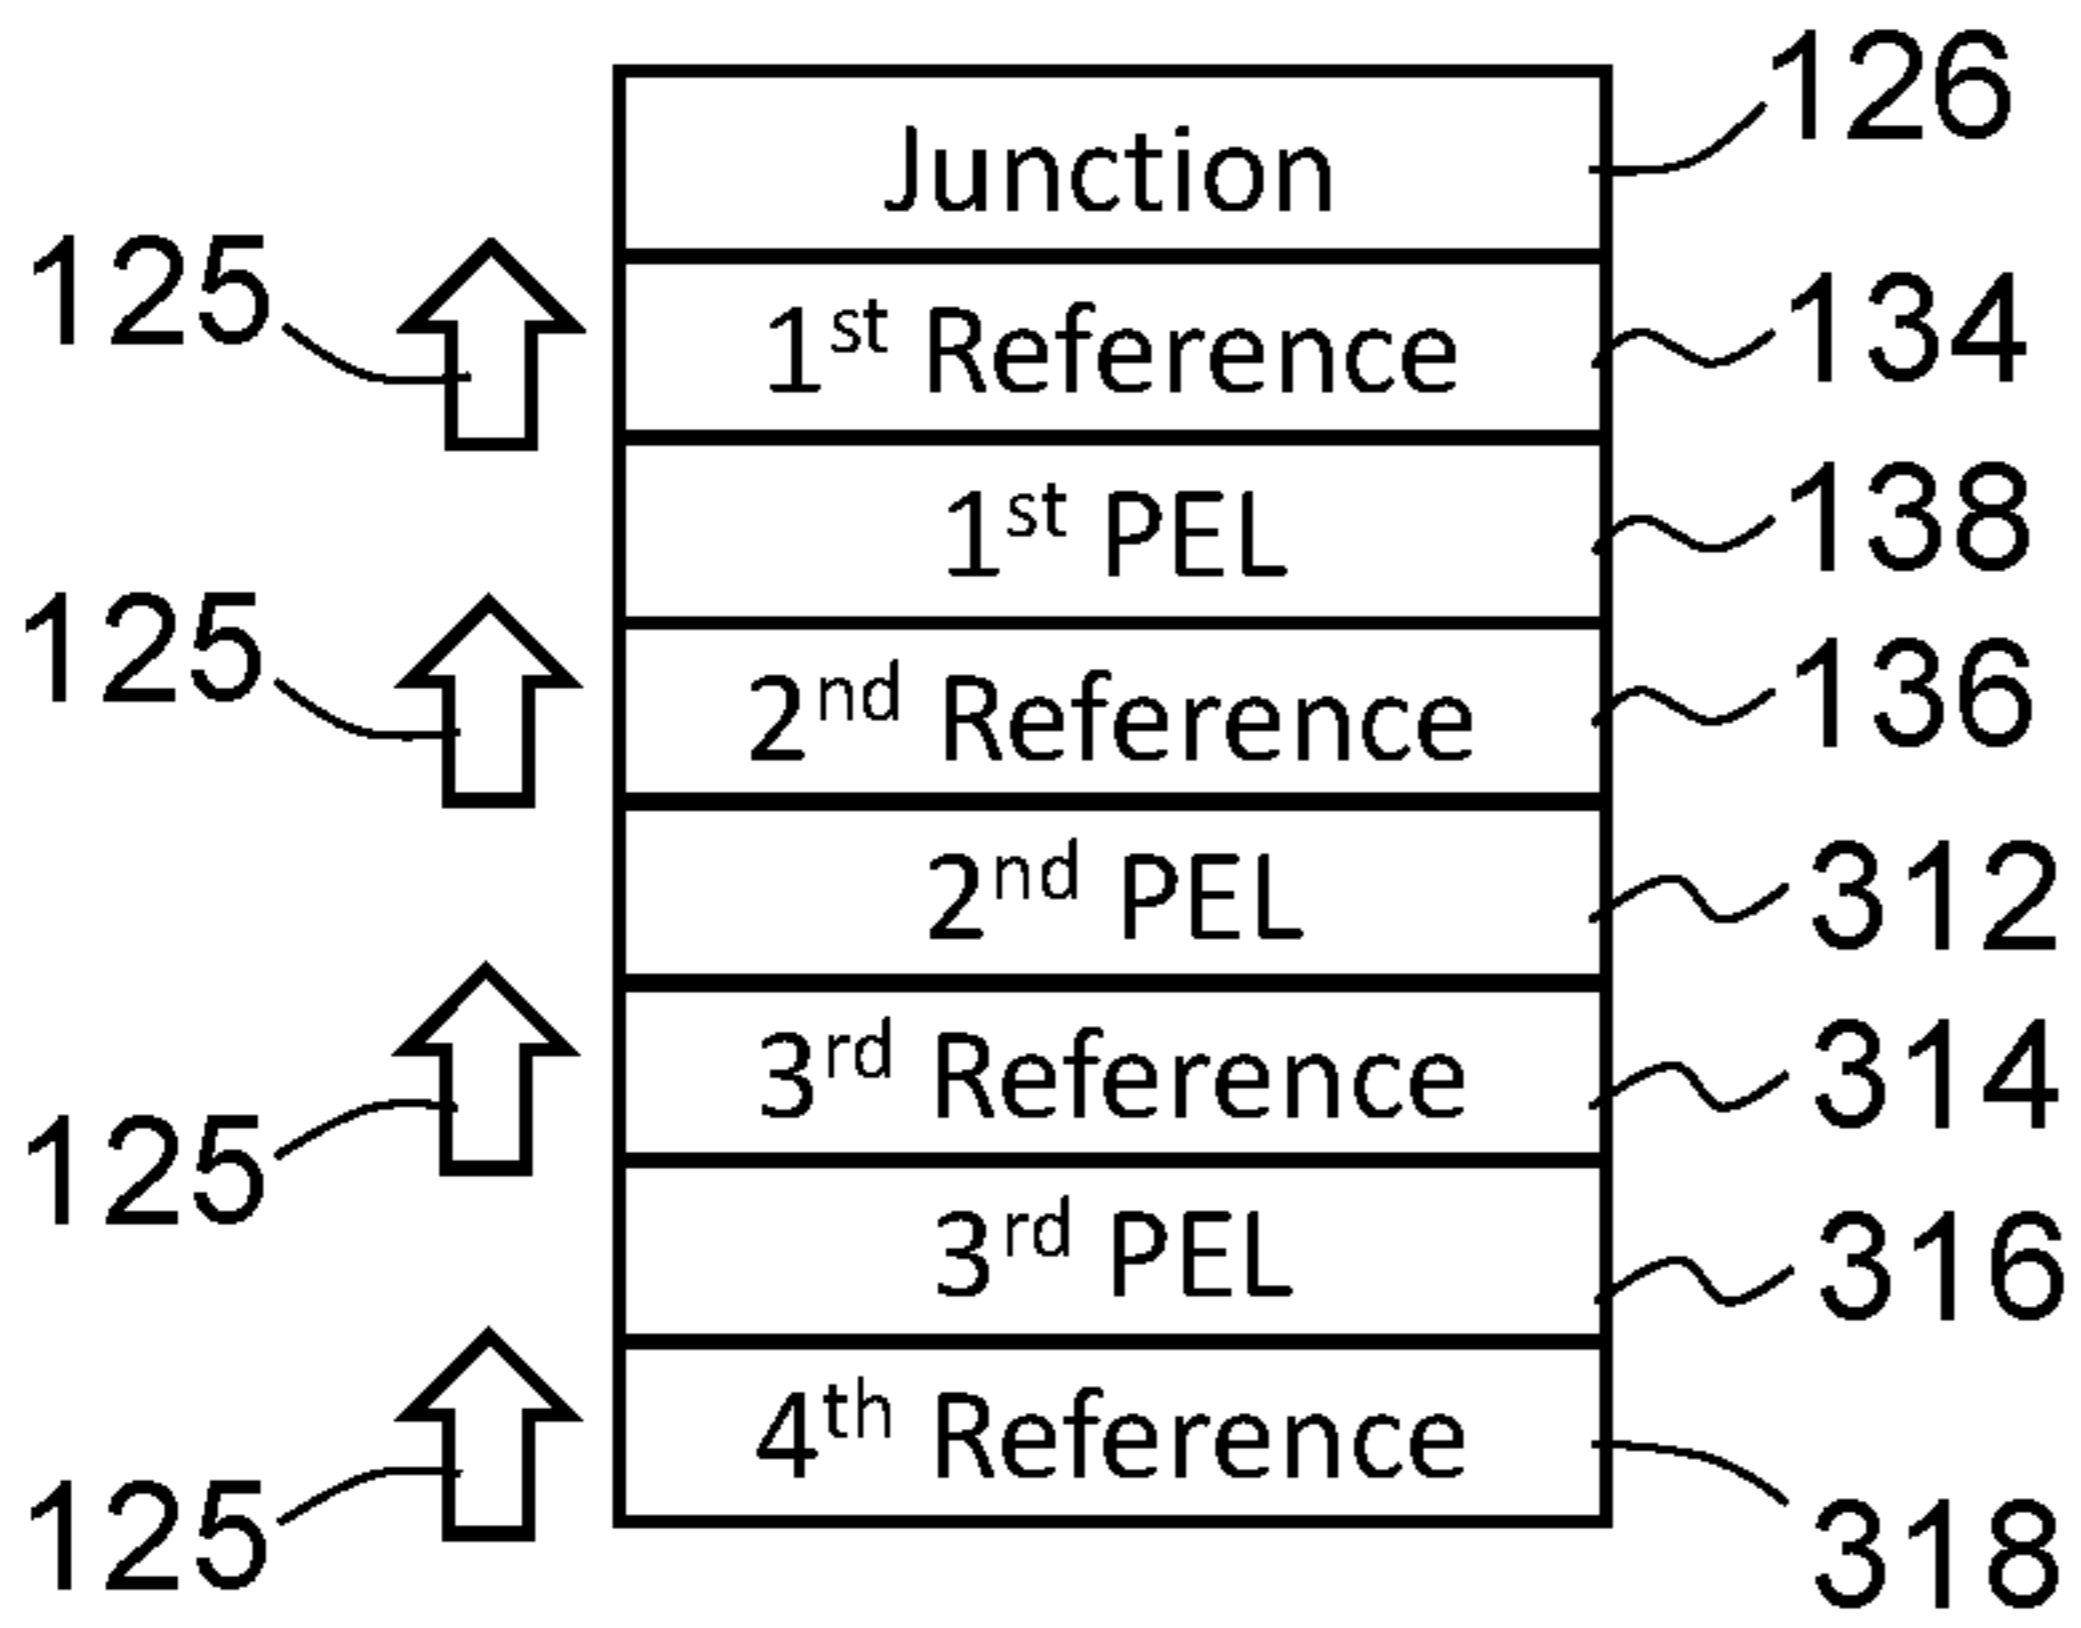 126
Junction
125
134
1st Reference
138
1st PEL
125
136
2nd Reference
312
2nd PEL
314
3rd Reference
125
316
3rd PEL
4th Reference
125
318